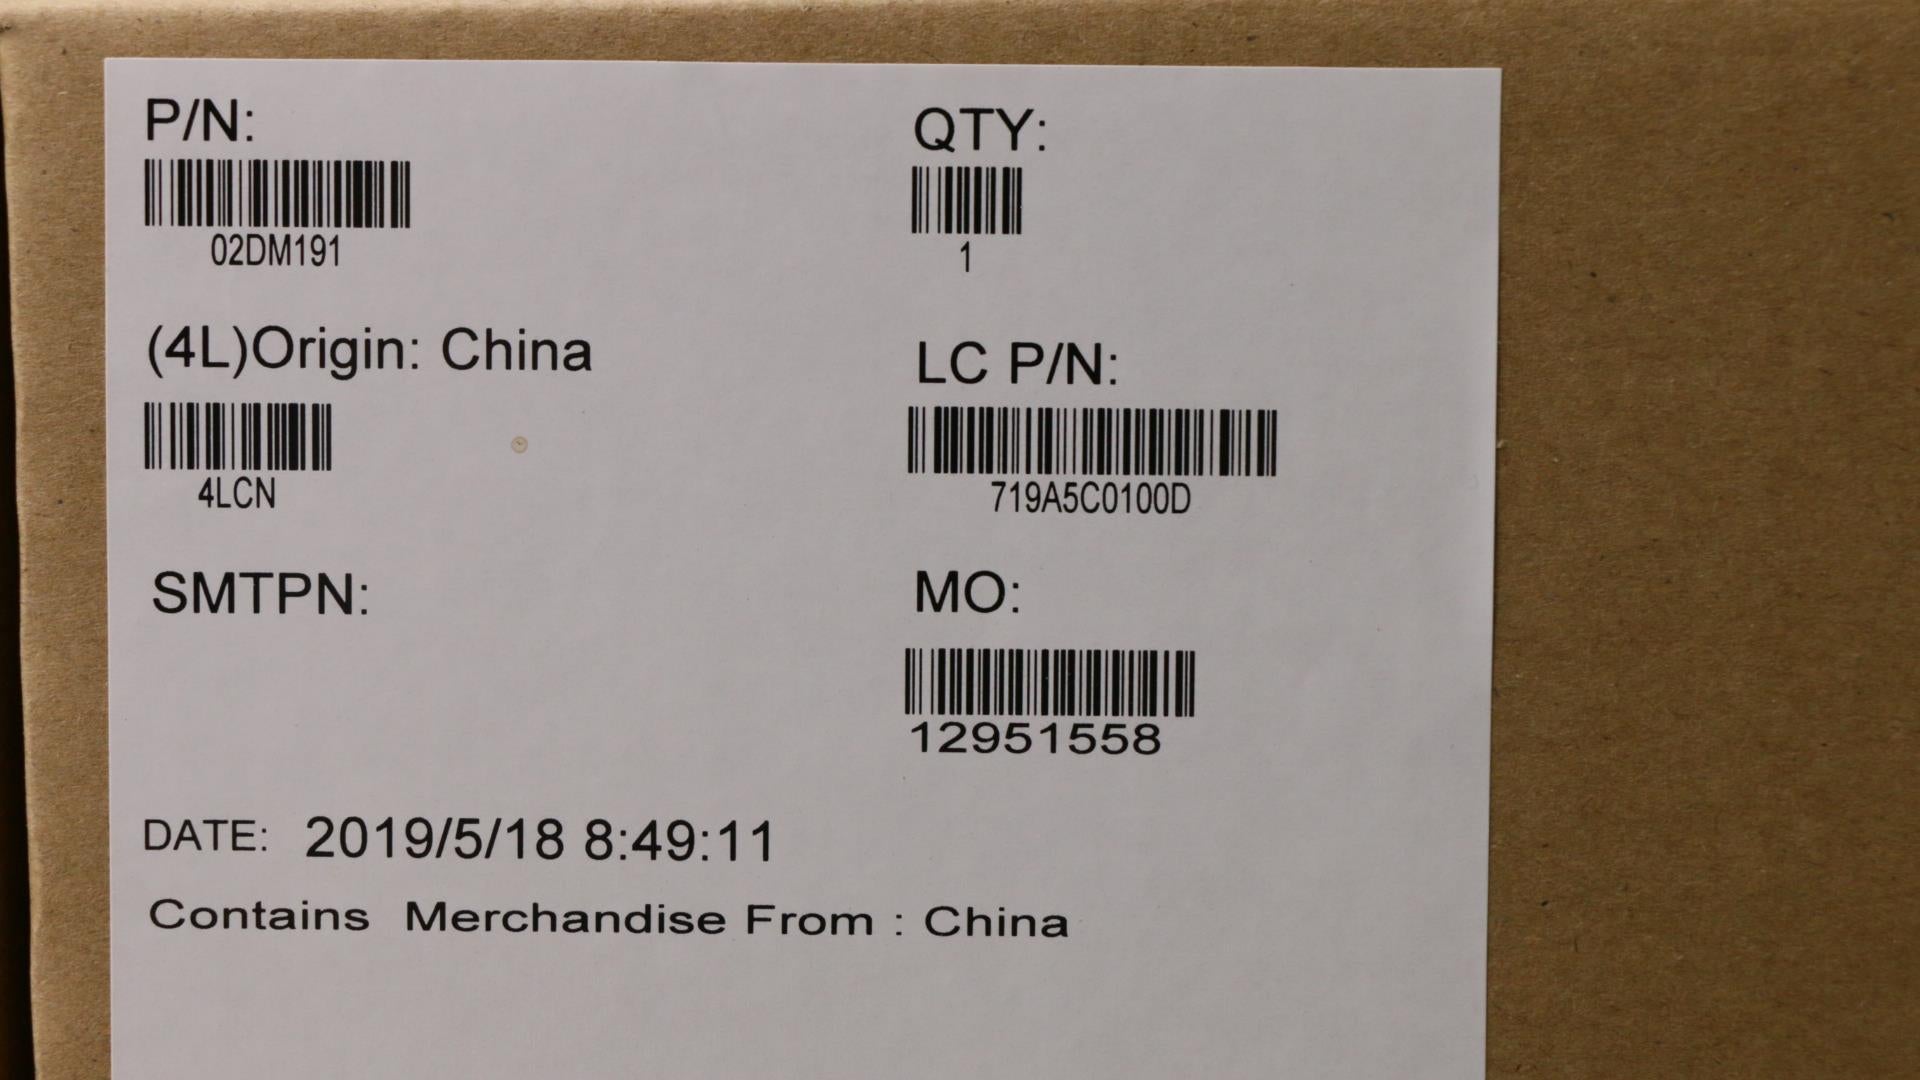 P/N:
02DM191
QTY:
1
(4L)Origin: China
4LCN
LC P/N:
719A5C0100D
SMTPN:
MO:
12951558
DATE: 2019/5/18 8:49:11
Contains Merchandise From : China